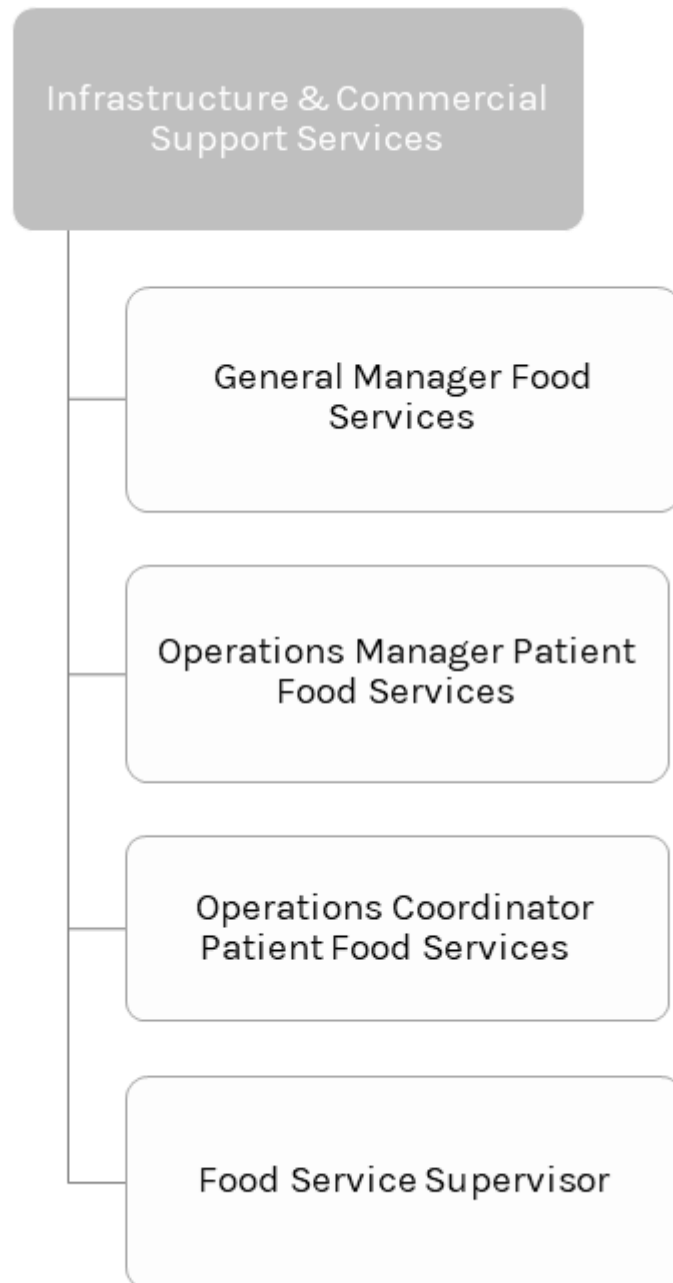 Infrastructure & Commercial
Support Services
General Manager Food
Services
Operations Manager Patient
Food Services
Operations Coordinator
Patient Food Services
Food Service Supervisor